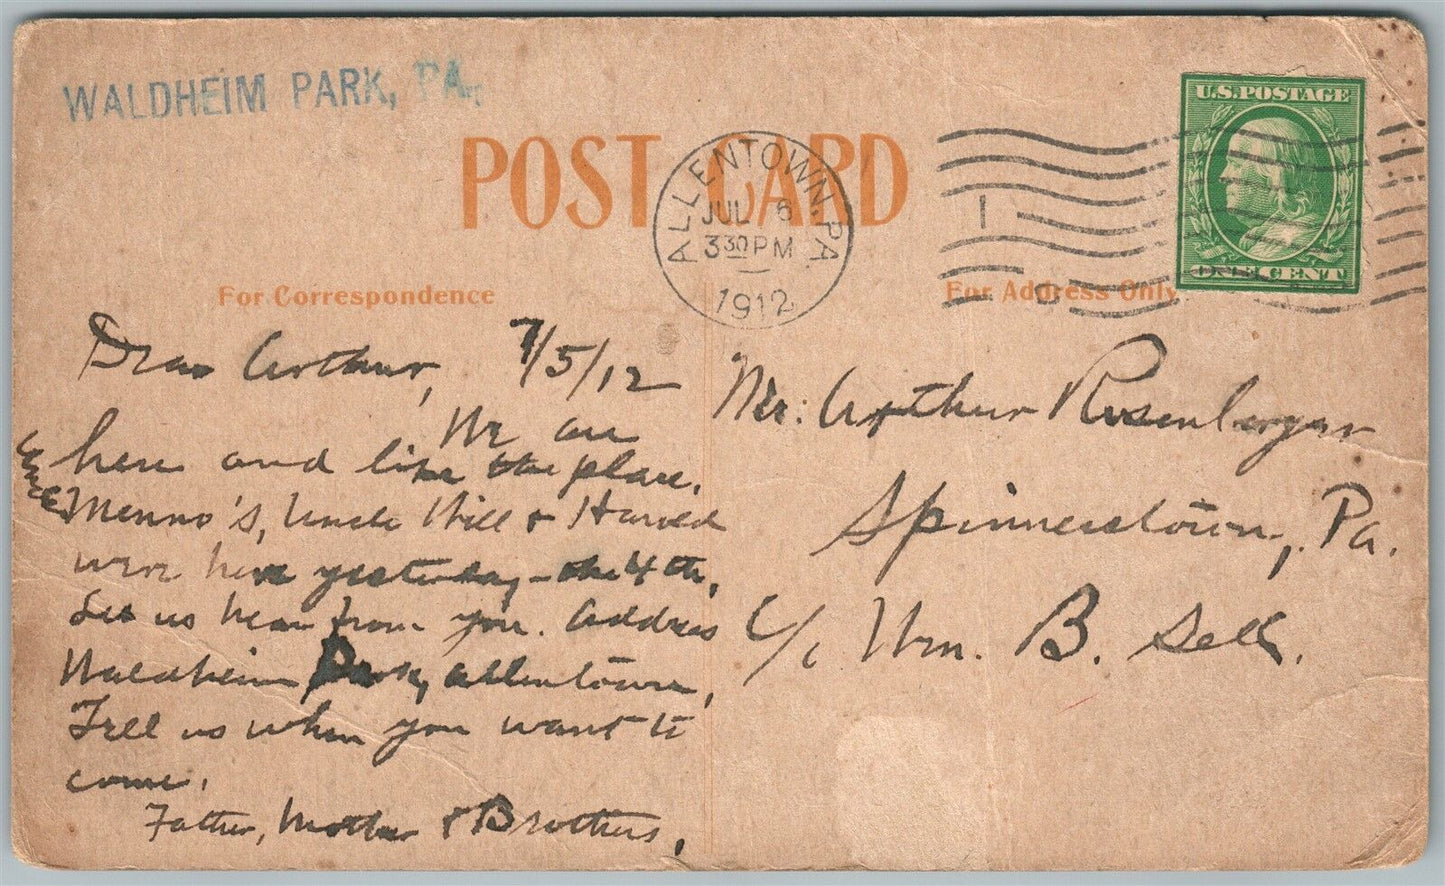 WALDHEIM PARK, PA.
POST CARD
ALLENTOWN, PA
JUL 6
3 30 PM
1912
1
U.S. POSTAGE
ONE CENT
For Correspondence
For Address Only
Dear Arthur, 7/5/12
We are
here and like the place.
Uncle
Menno's, Uncle Will & Harold
were here yesterday - the 4th.
Let us hear from you. Address
Waldheim Park, Allentown.
Tell us when you want to
come.
Father, Mother & Brothers.
Mr. Arthur Rosenberger
Spinnerstown, Pa.
C/o Wm. B. Sell.